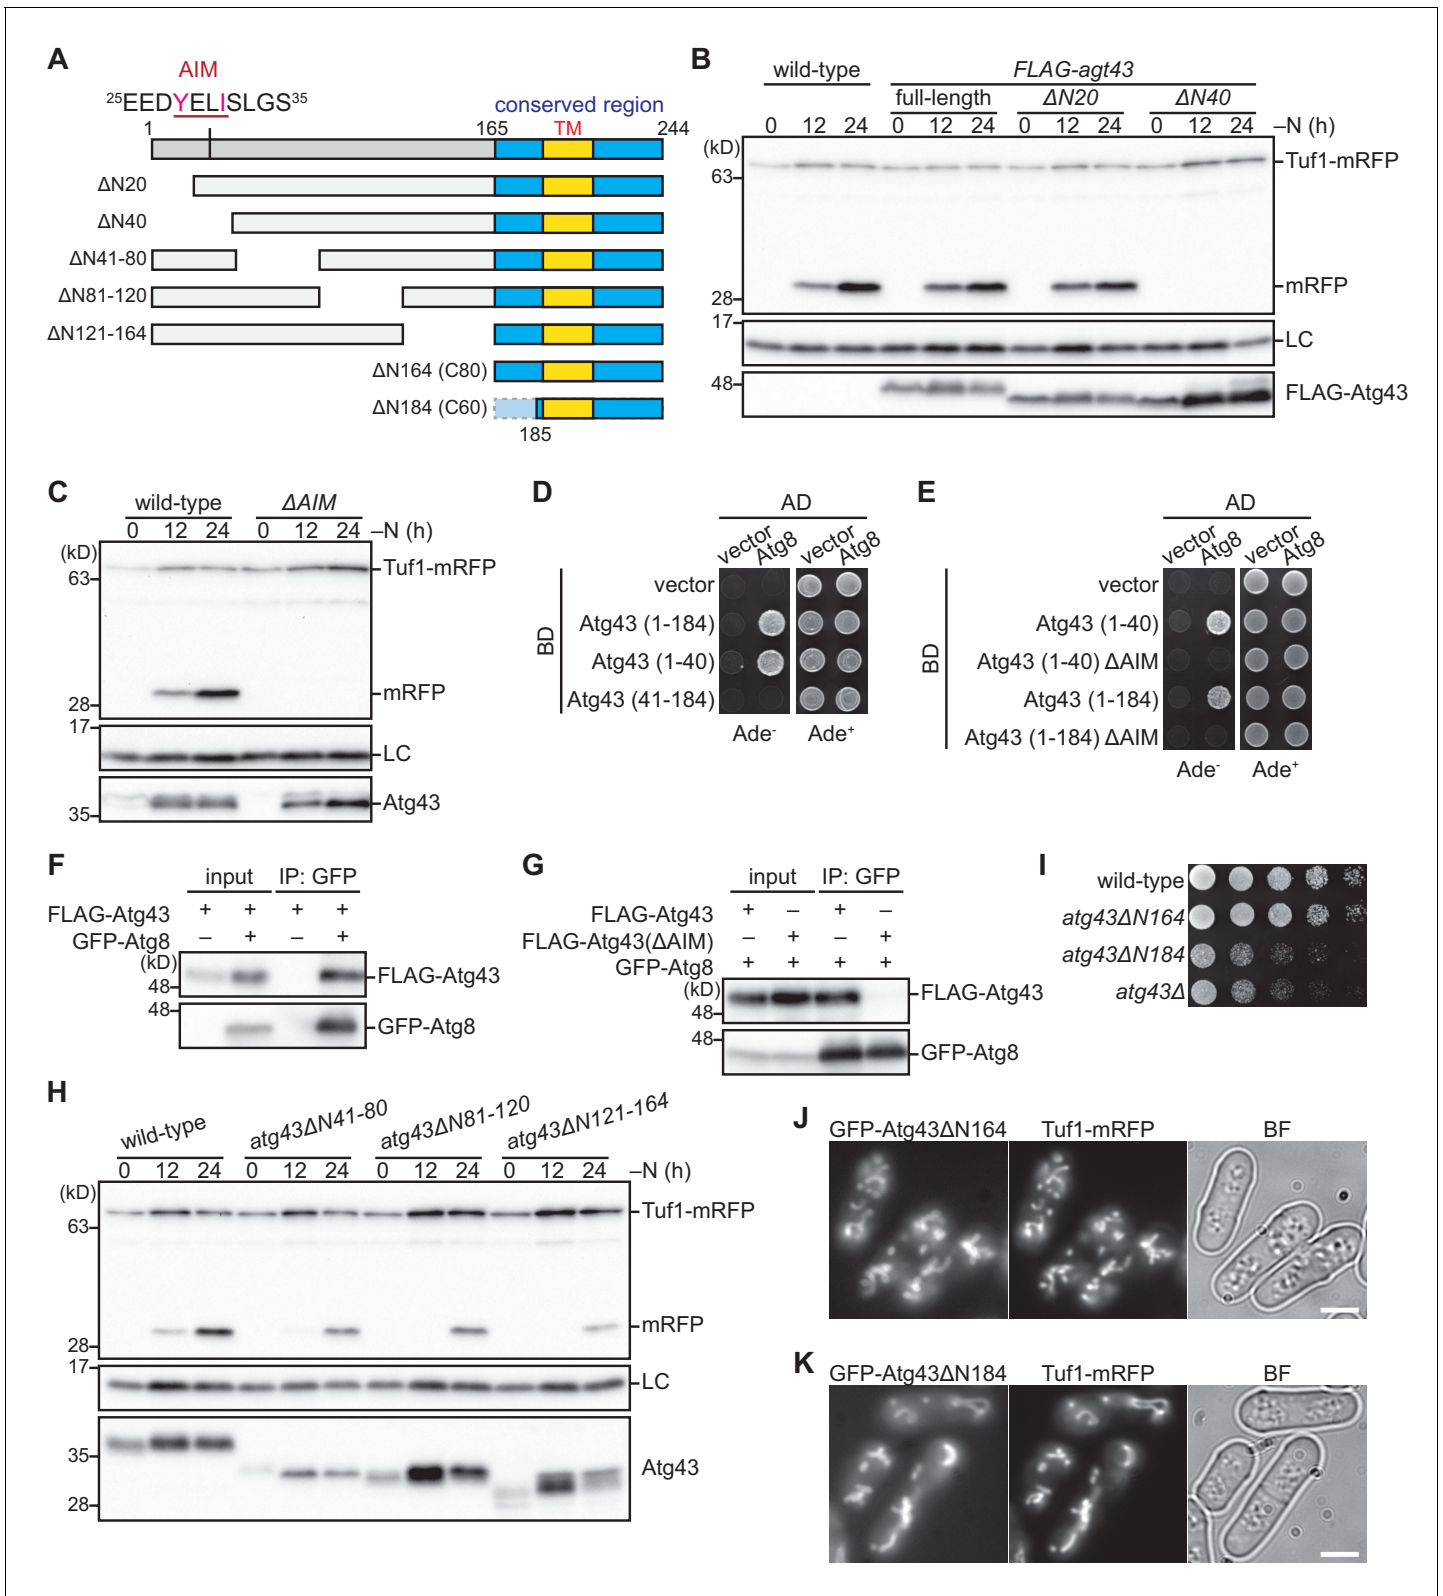 A
AIM
²⁵EEDYELISLGS³⁵
conserved region
1
165
TM
244
ΔN20
ΔN40
ΔN41-80
ΔN81-120
ΔN121-164
ΔN164 (C80)
ΔN184 (C60)
185
B
wild-type
FLAG-agt43
full-length
ΔN20
ΔN40
0 12 24 0 12 24 0 12 24 0 12 24 –N (h)
(kD)
63
Tuf1-mRFP
28
mRFP
17
LC
48
FLAG-Atg43
C
wild-type
ΔAIM
0 12 24 0 12 24 –N (h)
(kD)
63
Tuf1-mRFP
28
mRFP
17
LC
35
Atg43
D
AD
vector Atg8 vector Atg8
BD
vector
Atg43 (1-184)
Atg43 (1-40)
Atg43 (41-184)
Ade⁻ Ade⁺
E
AD
vector Atg8 vector Atg8
BD
vector
Atg43 (1-40)
Atg43 (1-40) ΔAIM
Atg43 (1-184)
Atg43 (1-184) ΔAIM
Ade⁻ Ade⁺
F
input IP: GFP
FLAG-Atg43 + + + +
GFP-Atg8 – + – +
(kD)
48
FLAG-Atg43
48
GFP-Atg8
G
input IP: GFP
FLAG-Atg43 + – + –
FLAG-Atg43(ΔAIM) – + – +
GFP-Atg8 + + + +
(kD)
48
FLAG-Atg43
48
GFP-Atg8
I
wild-type
atg43ΔN164
atg43ΔN184
atg43Δ
H
wild-type
atg43ΔN41-80
atg43ΔN81-120
atg43ΔN121-164
0 12 24 0 12 24 0 12 24 0 12 24 –N (h)
(kD)
63
Tuf1-mRFP
28
mRFP
17
LC
35
Atg43
28
J
GFP-Atg43ΔN164 Tuf1-mRFP BF
K
GFP-Atg43ΔN184 Tuf1-mRFP BF